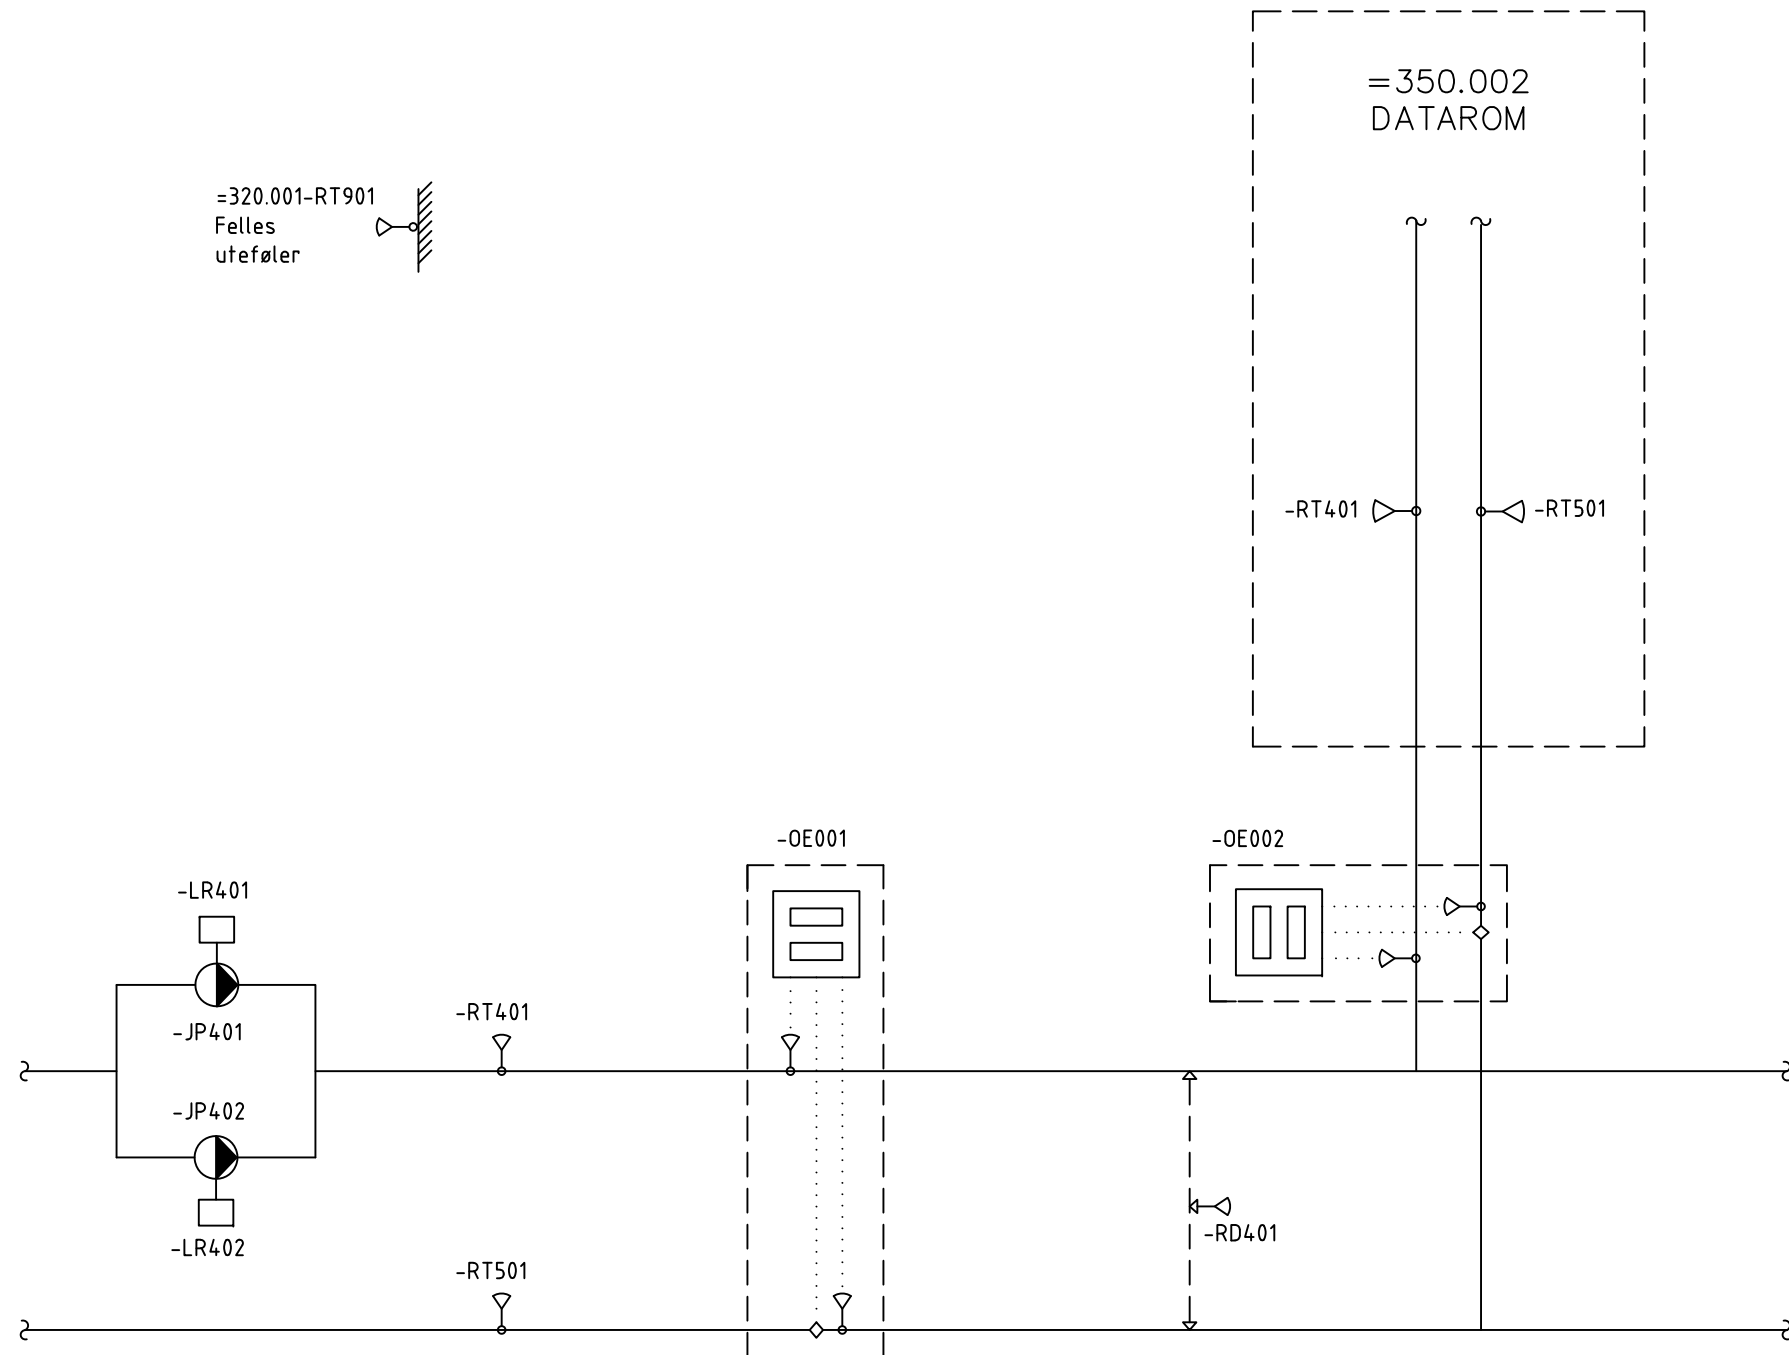 =350.002
DATAROM
=320.001-RT901
Felles
uteføler
-RT401
-RT501
-OE001
-OE002
-LR401
-JP401
-RT401
-JP402
-LR402
-RD401
-RT501